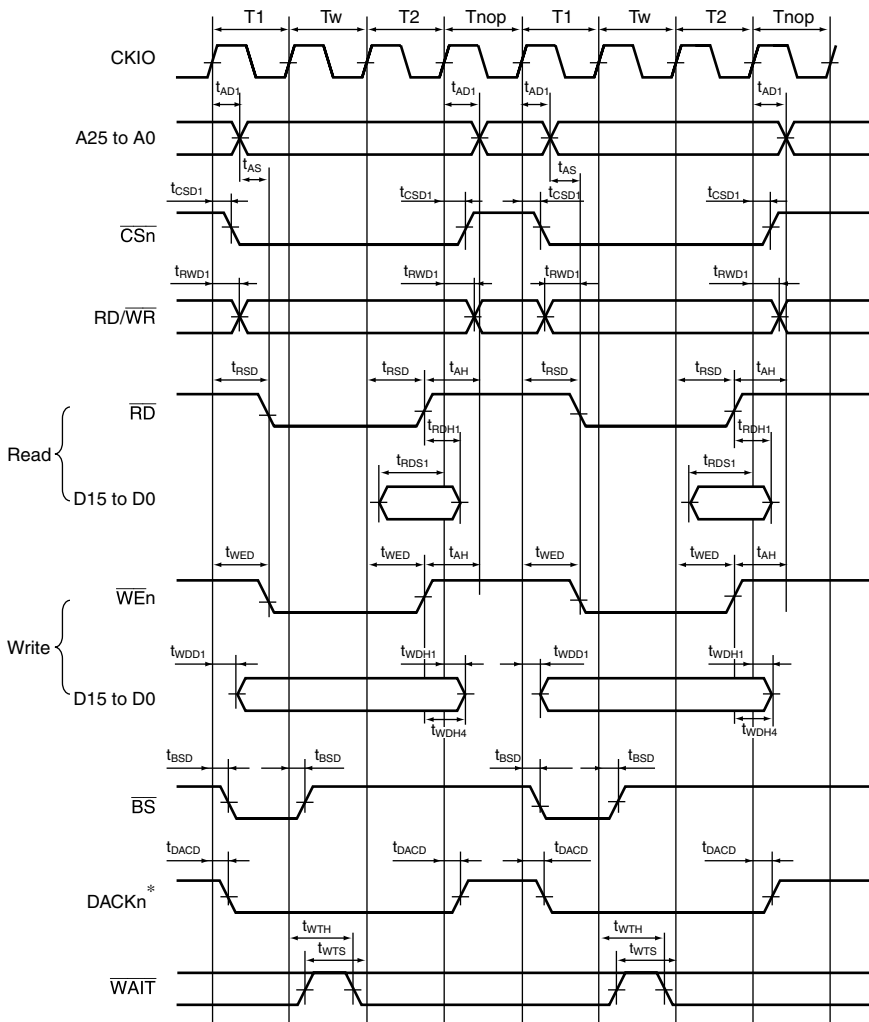 T1 Tw T2 Tnop T1 Tw T2 Tnop
CKIO
tAD1 tAD1 tAD1 tAD1
A25 to A0
tAS tAS
tCSD1 tCSD1 tCSD1 tCSD1
CSn
tRWD1 tRWD1 tRWD1 tRWD1
RD/WR
tRSD tRSD tAH tRSD tRSD tAH
RD
tRDH1 tRDH1
Read
tRDS1 tRDS1
D15 to D0
tWED tWED tAH tWED tWED tAH
WEn
Write
tWDD1 tWDH1 tWDD1 tWDH1
D15 to D0
tWDH4 tWDH4
tBSD tBSD tBSD tBSD
BS
tDACD tDACD tDACD tDACD
DACKn*
tWTH tWTH
tWTS tWTS
WAIT